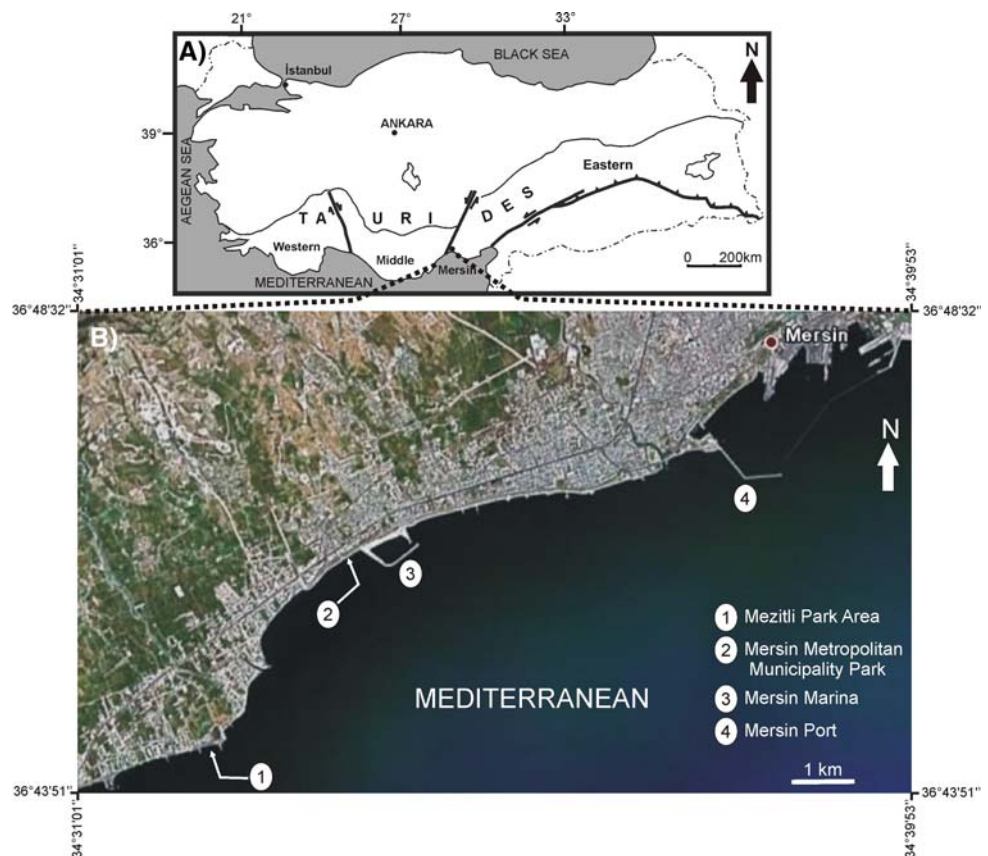 21°
27°
33°
A)
BLACK SEA
N
İstanbul
ANKARA
39°
AEGEAN SEA
Eastern
TAURIDES
36°
Western
Middle
Mersin
MEDITERRANEAN
0 200km
34°31'01"
34°39'53"
36°48'32"
36°48'32"
B)
Mersin
N
4
3
2
1 Mezitli Park Area
2 Mersin Metropolitan
Municipality Park
MEDITERRANEAN
3 Mersin Marina
4 Mersin Port
1
1 km
36°43'51"
36°43'51"
34°31'01"
34°39'53"